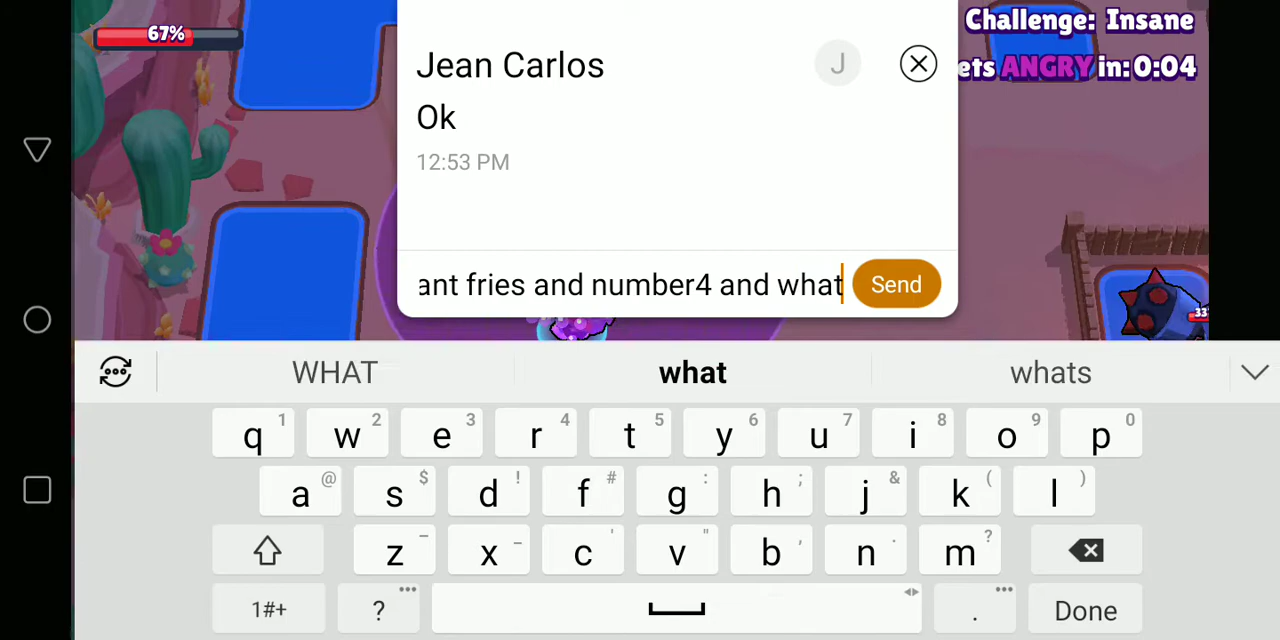 67%
Challenge: Insane
ets ANGRY in: 0:04
Jean Carlos
J
Ok
12:53 PM
ant fries and number4 and what
Send
33
WHAT what whats
q 1 w 2 e 3 r 4 t 5 y 6 u 7 i 8 o 9 p 0
a @ s $ d ! f # g : h ; j & k ( l )
z – x - c ' v " b , n . m ?
1#+ ? . Done